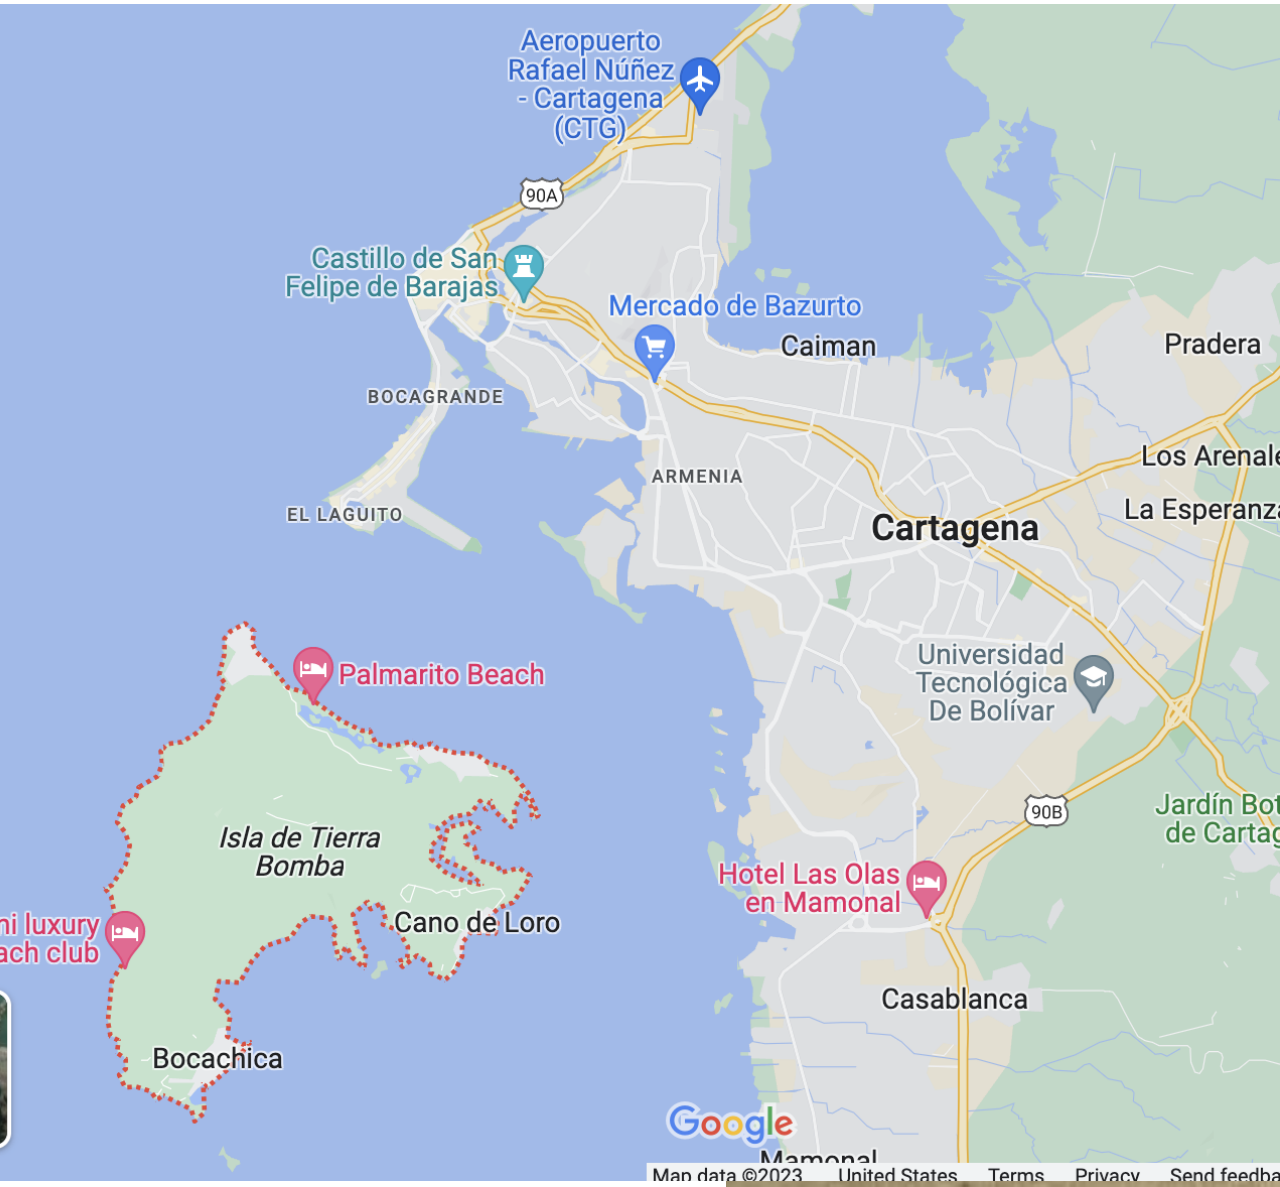 Aeropuerto
Rafael Núñez
- Cartagena
(CTG)
90A
Castillo de San
Felipe de Barajas
Mercado de Bazurto
Caiman
Pradera
BOCAGRANDE
Los Arenale
ARMENIA
EL LAGUITO
La Esperanza
Cartagena
Universidad
Tecnológica
De Bolívar
Palmarito Beach
90B
Jardín Bot
de Cartag
Isla de Tierra
Bomba
Hotel Las Olas
en Mamonal
ni luxury
ach club
Cano de Loro
Casablanca
Bocachica
Google
Mamonal
Map data ©2023 United States Terms Privacy Send feedba